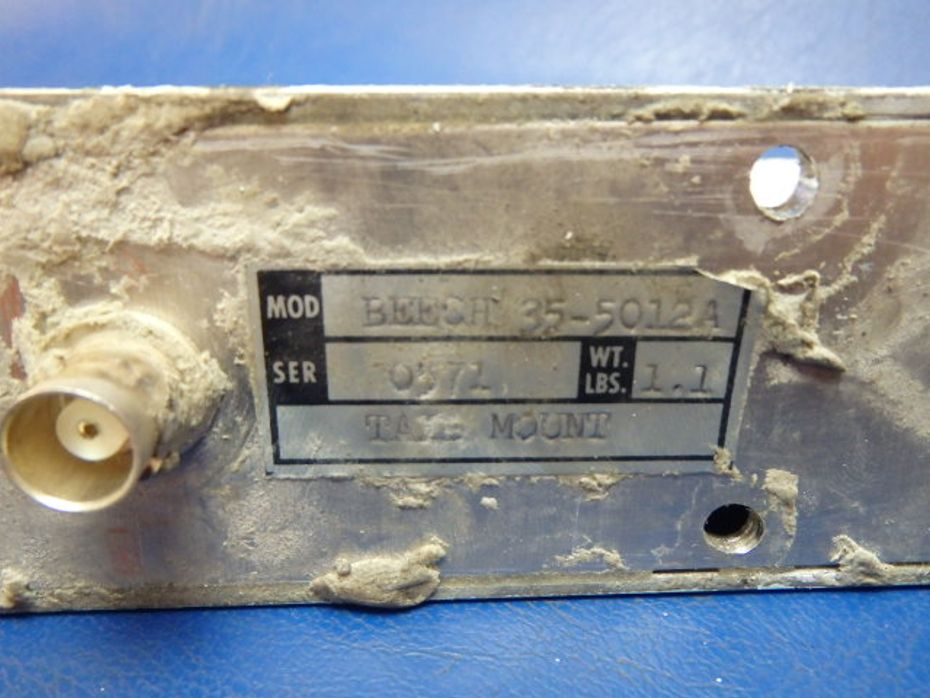 MOD BEECH 35-5012A
SER 0371 WT. LBS. 1.1
TAIL MOUNT